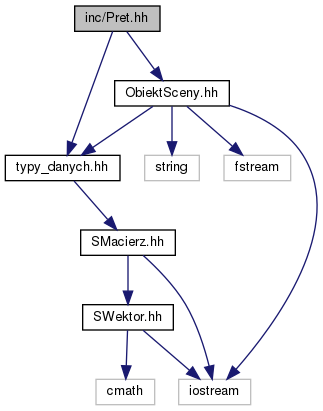 inc/Pret.hh
ObiektSceny.hh
typy_danych.hh
string
fstream
SMacierz.hh
SWektor.hh
cmath
iostream